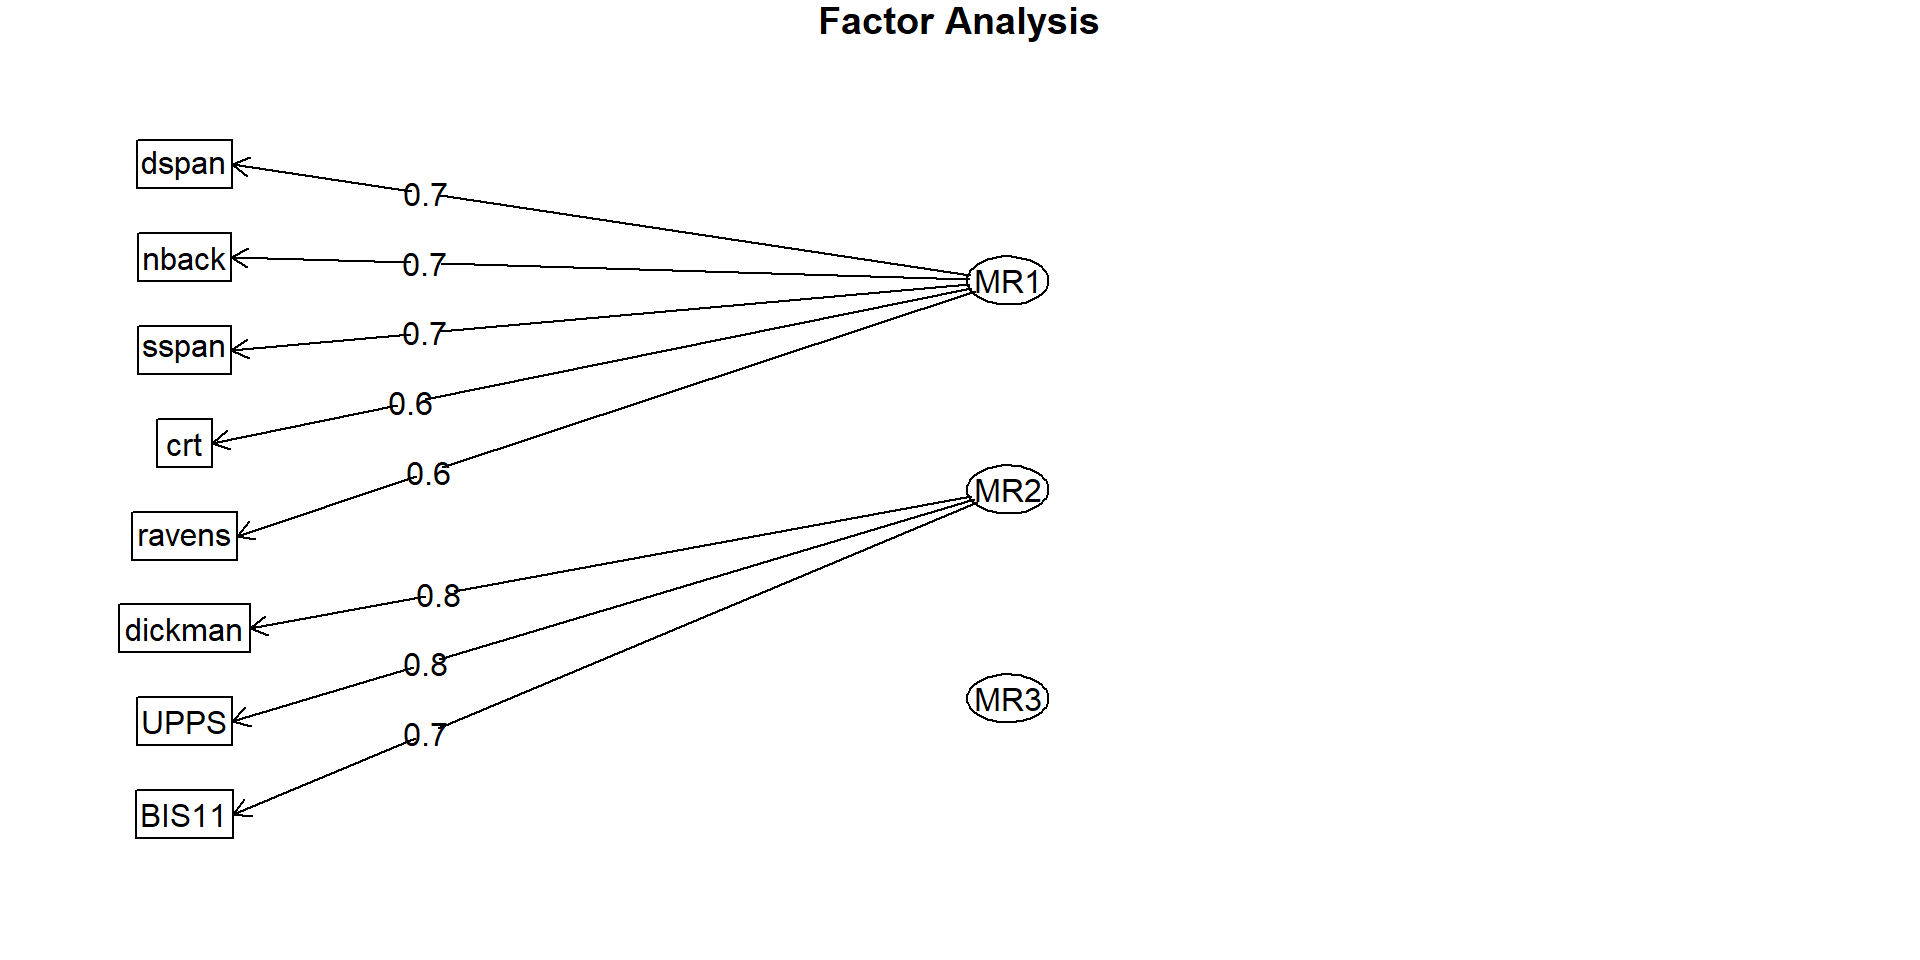 Factor Analysis
dspan
0.7
nback
0.7
MR1
sspan
0.7
crt
0.6
ravens
0.6
MR2
dickman
0.8
UPPS
0.8
MR3
BIS11
0.7